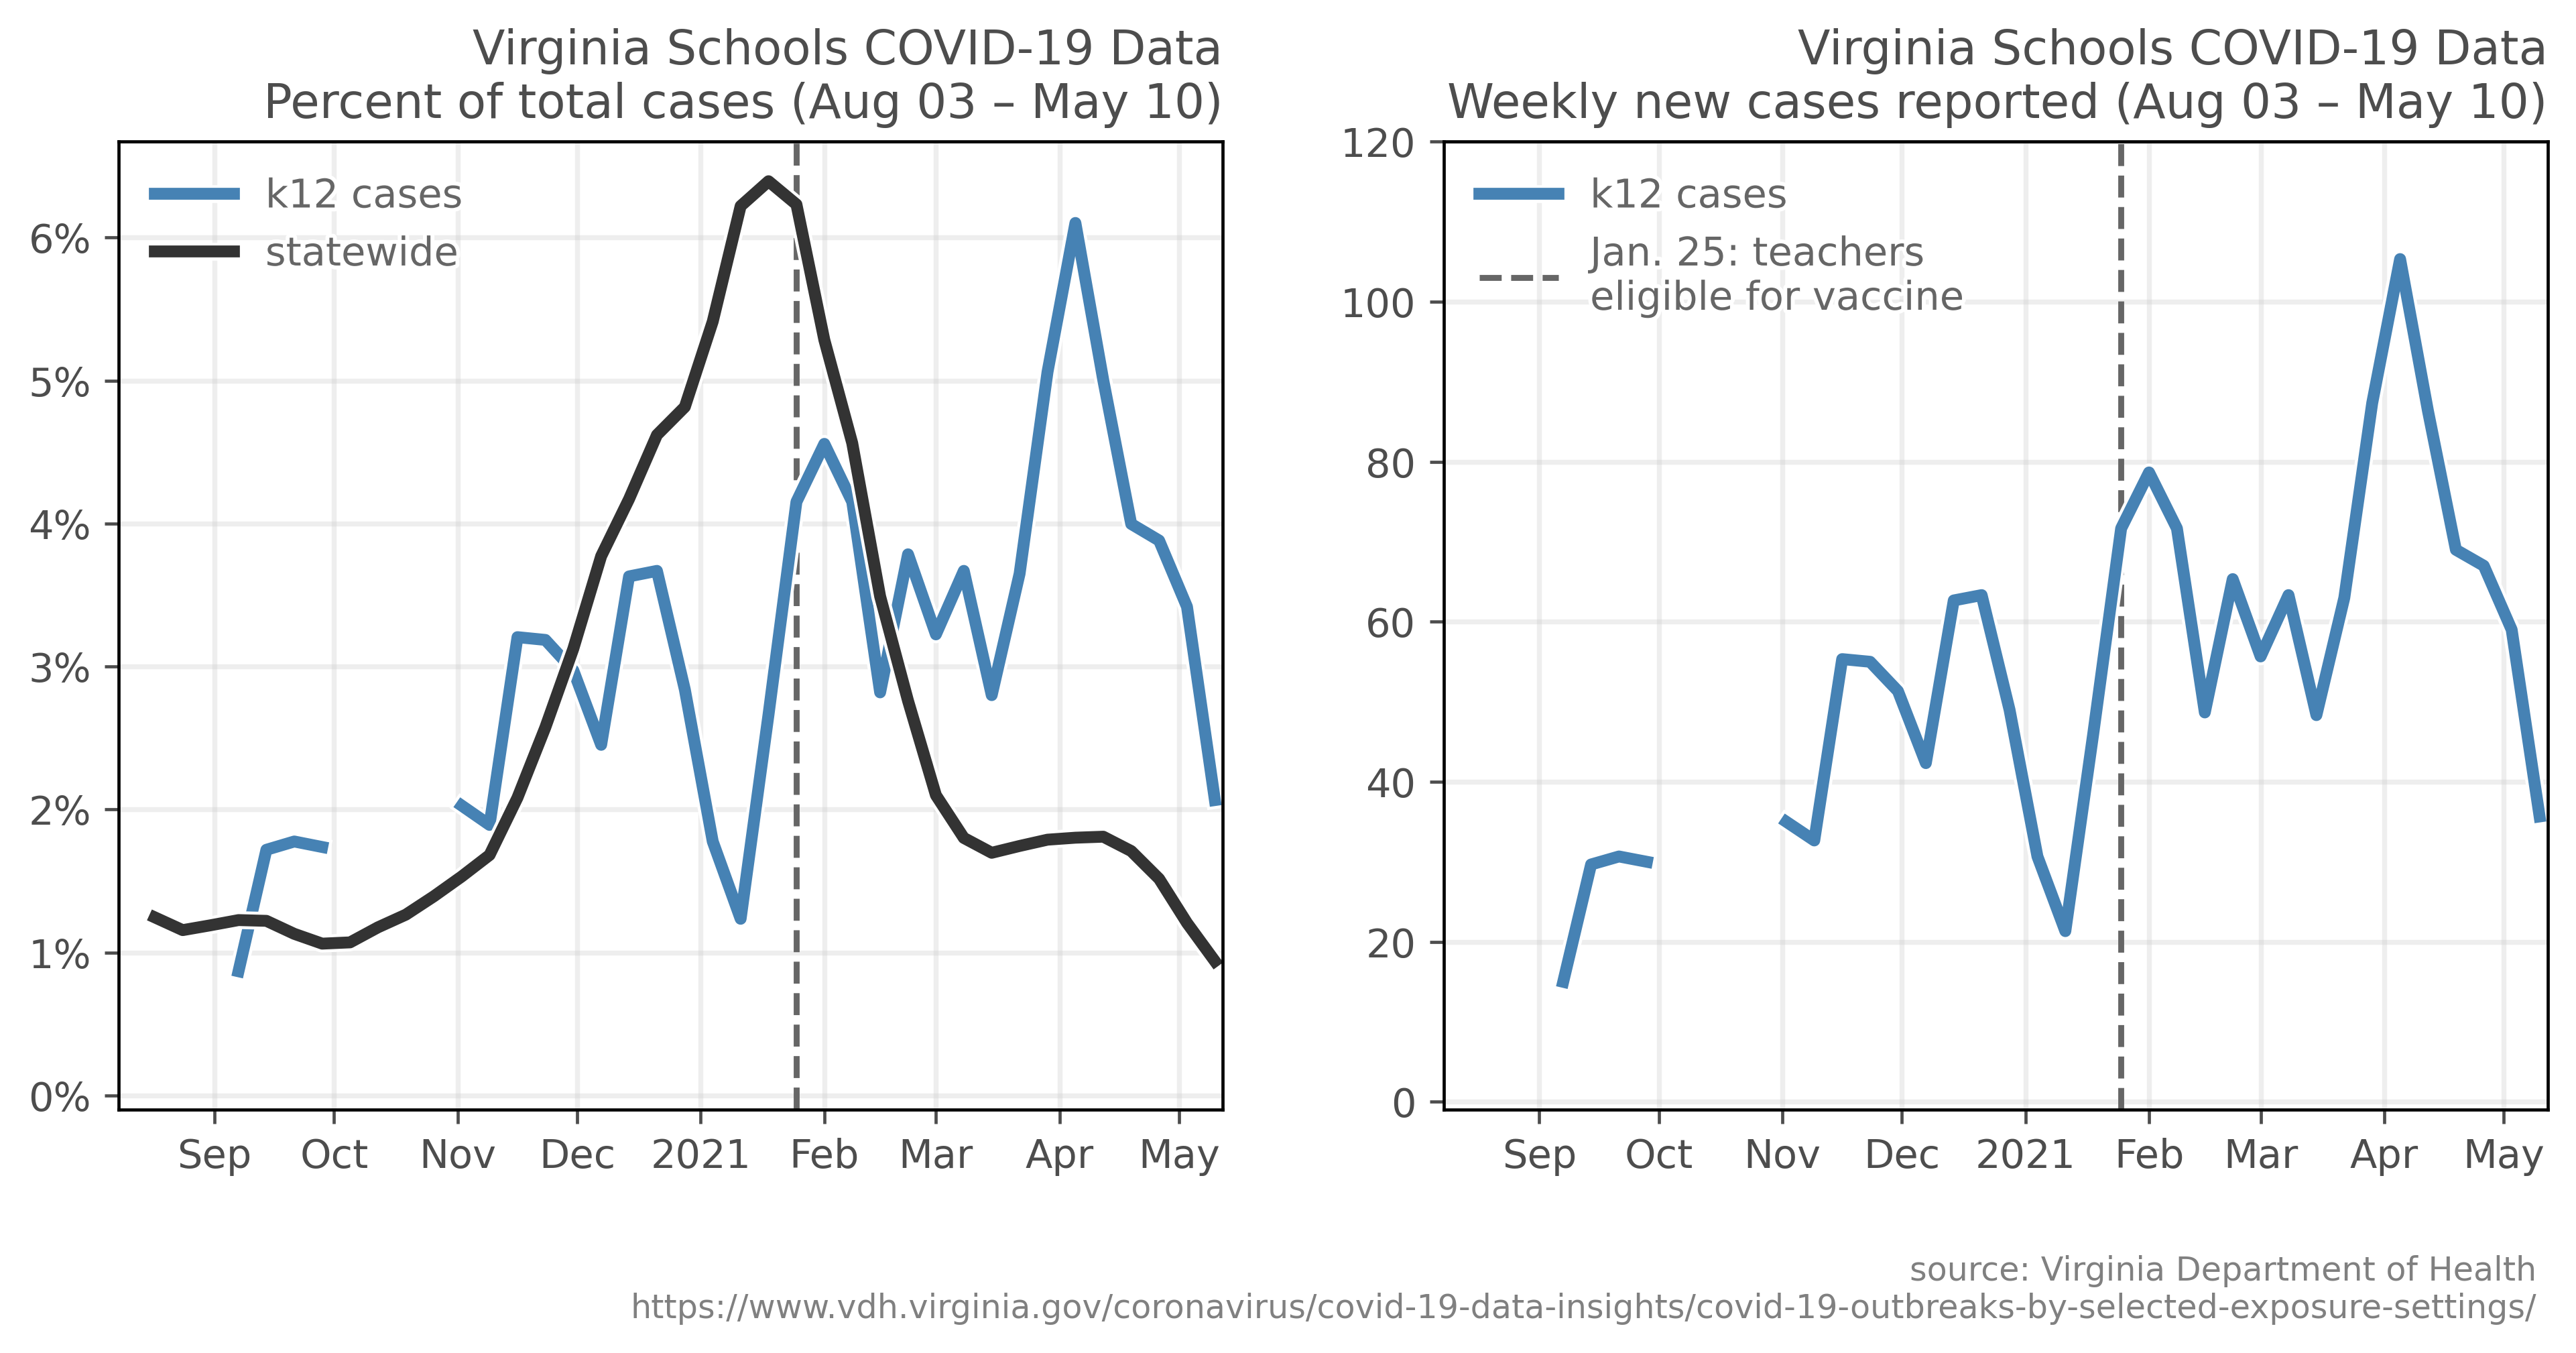 Virginia Schools COVID-19 Data
Percent of total cases (Aug 03 – May 10)
k12 cases
statewide
6%
5%
4%
3%
2%
1%
0%
Sep Oct Nov Dec 2021 Feb Mar Apr May
Virginia Schools COVID-19 Data
Weekly new cases reported (Aug 03 – May 10)
k12 cases
Jan. 25: teachers
eligible for vaccine
120
100
80
60
40
20
0
Sep Oct Nov Dec 2021 Feb Mar Apr May
source: Virginia Department of Health
https://www.vdh.virginia.gov/coronavirus/covid-19-data-insights/covid-19-outbreaks-by-selected-exposure-settings/